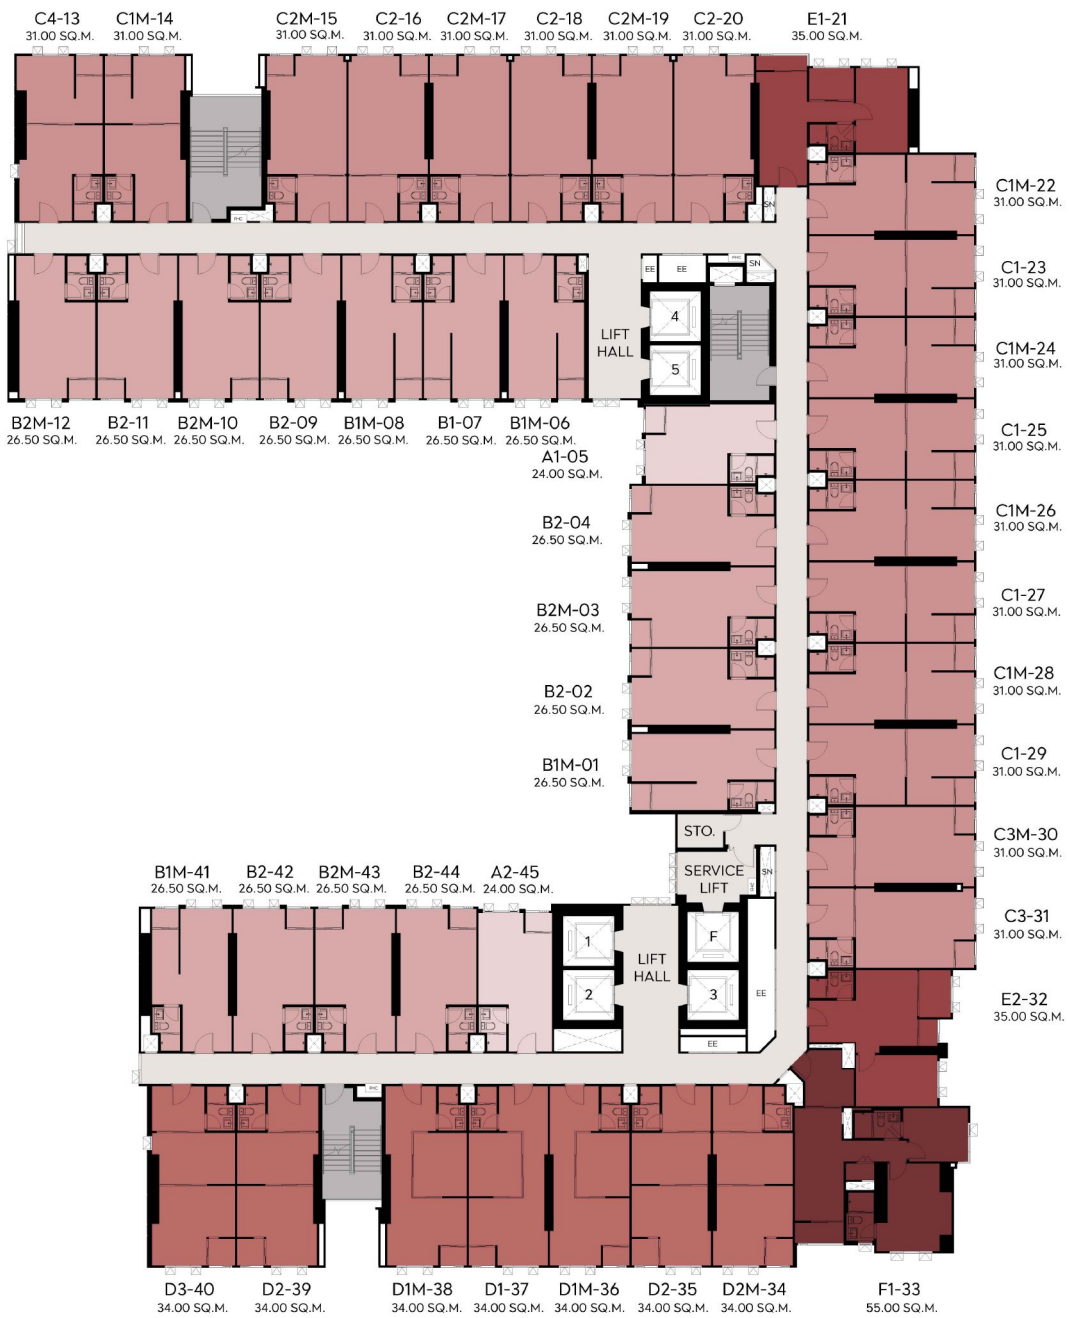 C4-13
31.00 SQ.M.
C1M-14
31.00 SQ.M.
C2M-15
31.00 SQ.M.
C2-16
31.00 SQ.M.
C2M-17
31.00 SQ.M.
C2-18
31.00 SQ.M.
C2M-19
31.00 SQ.M.
C2-20
31.00 SQ.M.
E1-21
35.00 SQ.M.
C1M-22
31.00 SQ.M.
SN
C1-23
31.00 SQ.M.
EE
EE
SN
4
LIFT
HALL
5
C1M-24
31.00 SQ.M.
B2M-12
26.50 SQ.M.
B2-11
26.50 SQ.M.
B2M-10
26.50 SQ.M.
B2-09
26.50 SQ.M.
B1M-08
26.50 SQ.M.
B1-07
26.50 SQ.M.
B1M-06
26.50 SQ.M.
C1-25
31.00 SQ.M.
A1-05
24.00 SQ.M.
C1M-26
31.00 SQ.M.
B2-04
26.50 SQ.M.
C1-27
31.00 SQ.M.
B2M-03
26.50 SQ.M.
C1M-28
31.00 SQ.M.
B2-02
26.50 SQ.M.
C1-29
31.00 SQ.M.
B1M-01
26.50 SQ.M.
STO.
C3M-30
31.00 SQ.M.
SERVICE
LIFT
SN
B1M-41
26.50 SQ.M.
B2-42
26.50 SQ.M.
B2M-43
26.50 SQ.M.
B2-44
26.50 SQ.M.
A2-45
24.00 SQ.M.
C3-31
31.00 SQ.M.
1
F
LIFT
HALL
2
3
EE
EE
E2-32
35.00 SQ.M.
D3-40
34.00 SQ.M.
D2-39
34.00 SQ.M.
D1M-38
34.00 SQ.M.
D1-37
34.00 SQ.M.
D1M-36
34.00 SQ.M.
D2-35
34.00 SQ.M.
D2M-34
34.00 SQ.M.
F1-33
55.00 SQ.M.